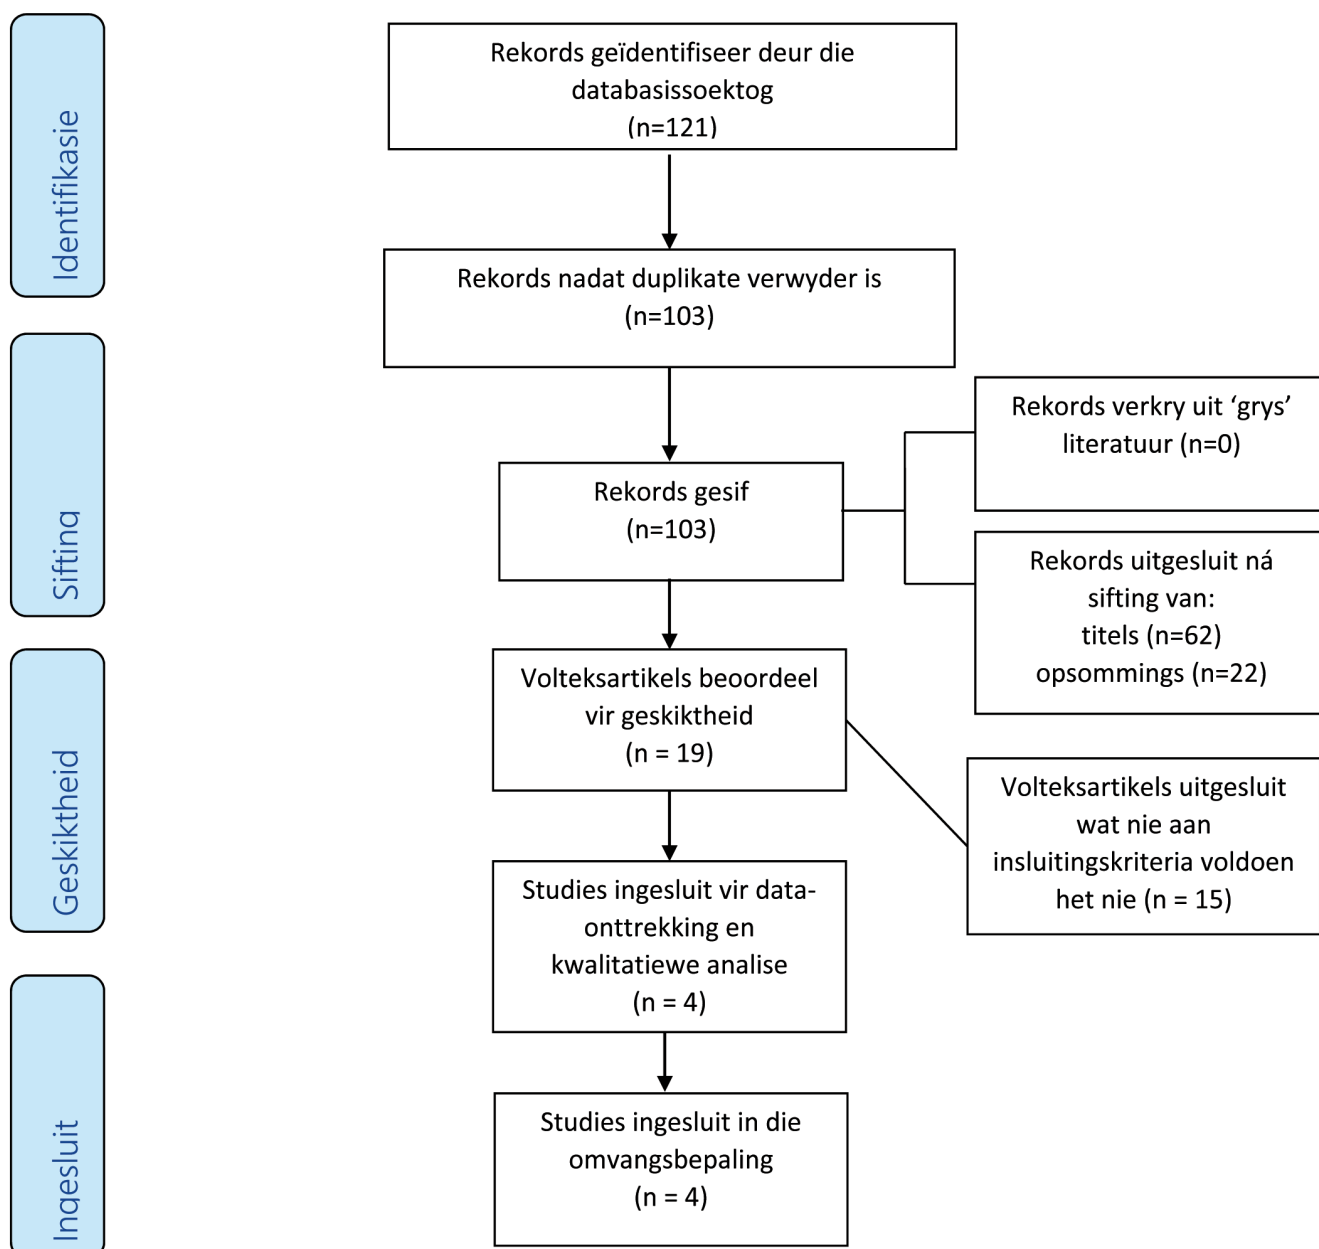 Identifikasie
Rekords geïdentifiseer deur die
databasissoektog
(n=121)
Rekords nadat duplikate verwyder is
(n=103)
Sifting
Rekords gesif
(n=103)
Rekords verkry uit ‘grys’
literatuur (n=0)
Rekords uitgesluit ná
sifting van:
titels (n=62)
opsommings (n=22)
Geskiktheid
Volteksartikels beoordeel
vir geskiktheid
(n = 19)
Volteksartikels uitgesluit
wat nie aan
insluitingskriteria voldoen
het nie (n = 15)
Studies ingesluit vir data-
onttrekking en
kwalitatiewe analise
(n = 4)
Ingesluit
Studies ingesluit in die
omvangsbepaling
(n = 4)